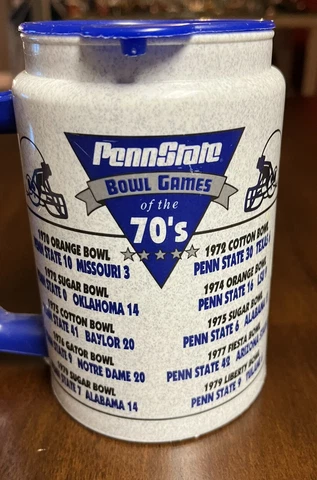 PennState
BOWL GAMES
of the
70's
1970 ORANGE BOWL
PENN STATE 10 MISSOURI 3
SUGAR BOWL
STATE 0 OKLAHOMA 14
COTTON BOWL
STATE 41 BAYLOR 20
GATOR BOWL
STATE 9 NOTRE DAME 20
SUGAR BOWL
STATE 7 ALABAMA 14
1972 COTTON BOWL
PENN STATE 30 TEXAS
1974 ORANGE BOWL
PENN STATE 16 LSU
1975 SUGAR BOWL
PENN STATE 6 ALABAMA
1977 FIESTA BOWL
PENN STATE 42 ARIZONA
1979 LIBERTY BOWL
PENN STATE 9